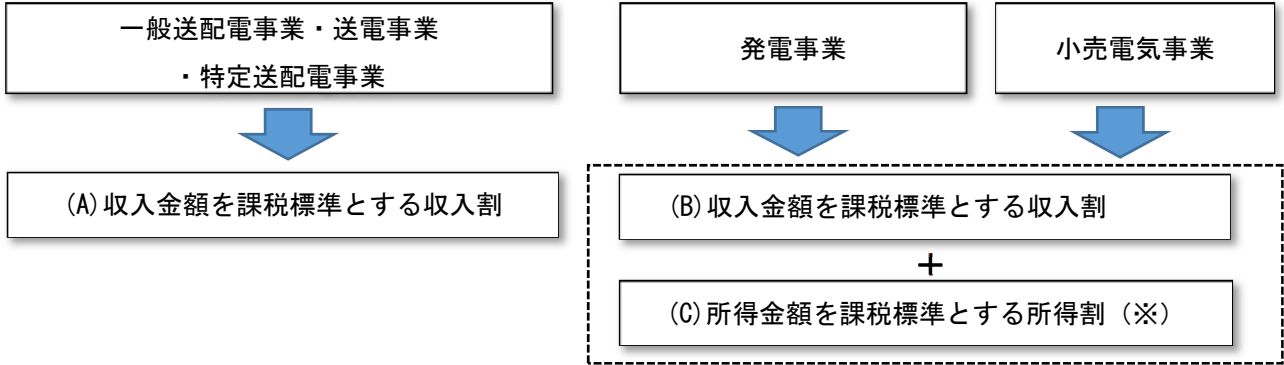 一般送配電事業・送電事業
・特定送配電事業
発電事業
小売電気事業
(A)収入金額を課税標準とする収入割
(B)収入金額を課税標準とする収入割
＋
(C)所得金額を課税標準とする所得割（※）